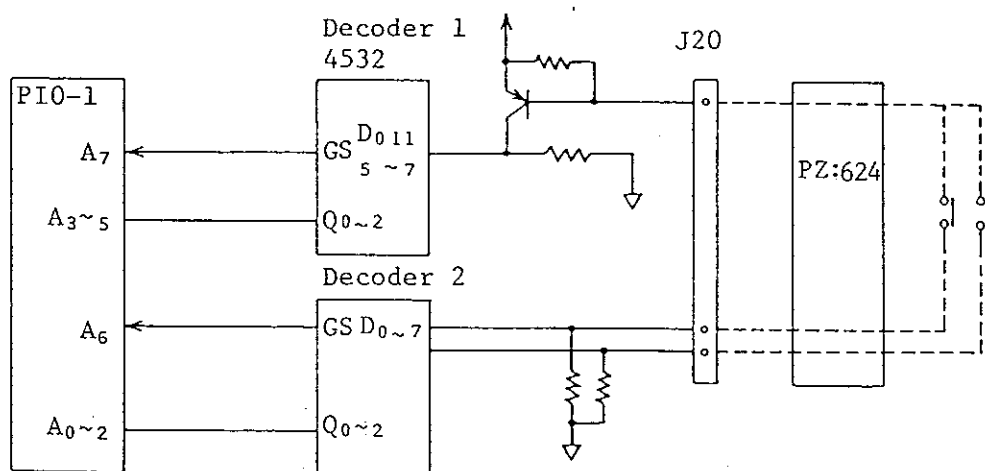 Decoder 1
4532
J20
PIO-1
A7
GS D0 11
5 ~ 7
PZ:624
A3~5
Q0~2
Decoder 2
A6
GS D0~7
A0~2
Q0~2